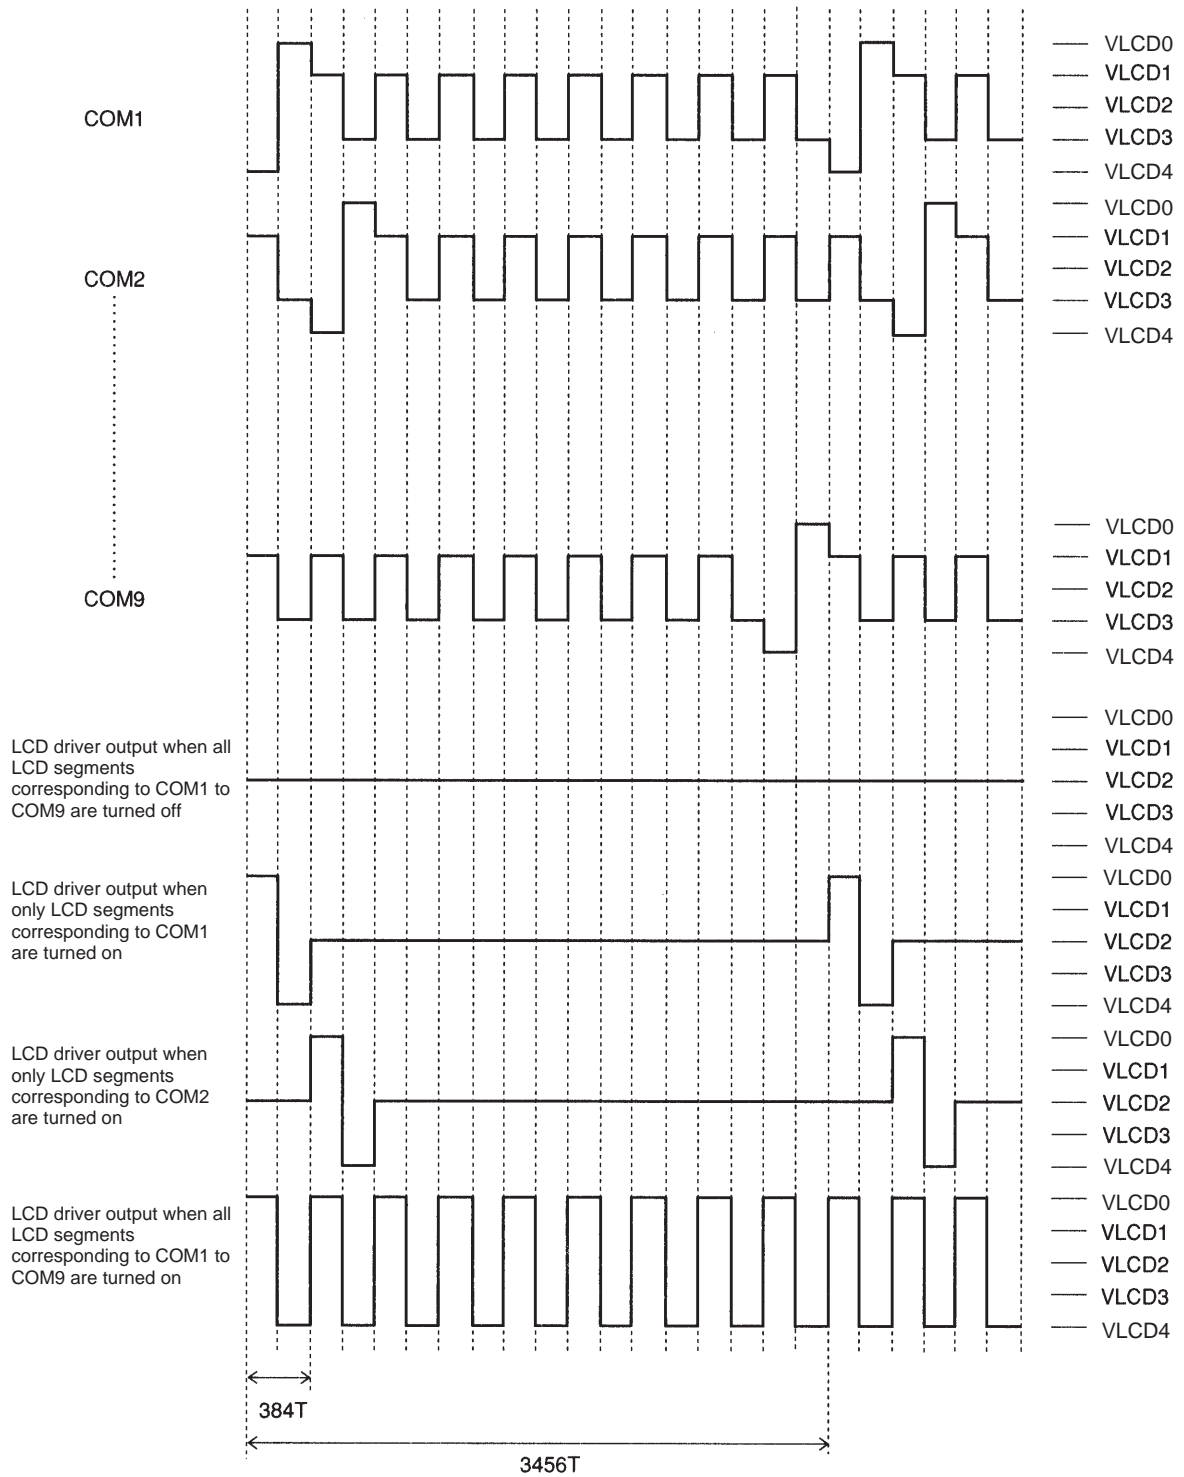 VLCD0
VLCD1
COM1
VLCD2
VLCD3
VLCD4
VLCD0
VLCD1
COM2
VLCD2
VLCD3
VLCD4
VLCD0
VLCD1
COM9
VLCD2
VLCD3
VLCD4
VLCD0
LCD driver output when all
LCD segments
corresponding to COM1 to
COM9 are turned off
VLCD1
VLCD2
VLCD3
VLCD4
LCD driver output when
only LCD segments
corresponding to COM1
are turned on
VLCD0
VLCD1
VLCD2
VLCD3
VLCD4
LCD driver output when
only LCD segments
corresponding to COM2
are turned on
VLCD0
VLCD1
VLCD2
VLCD3
VLCD4
LCD driver output when all
LCD segments
corresponding to COM1 to
COM9 are turned on
VLCD0
VLCD1
VLCD2
VLCD3
VLCD4
384T
3456T